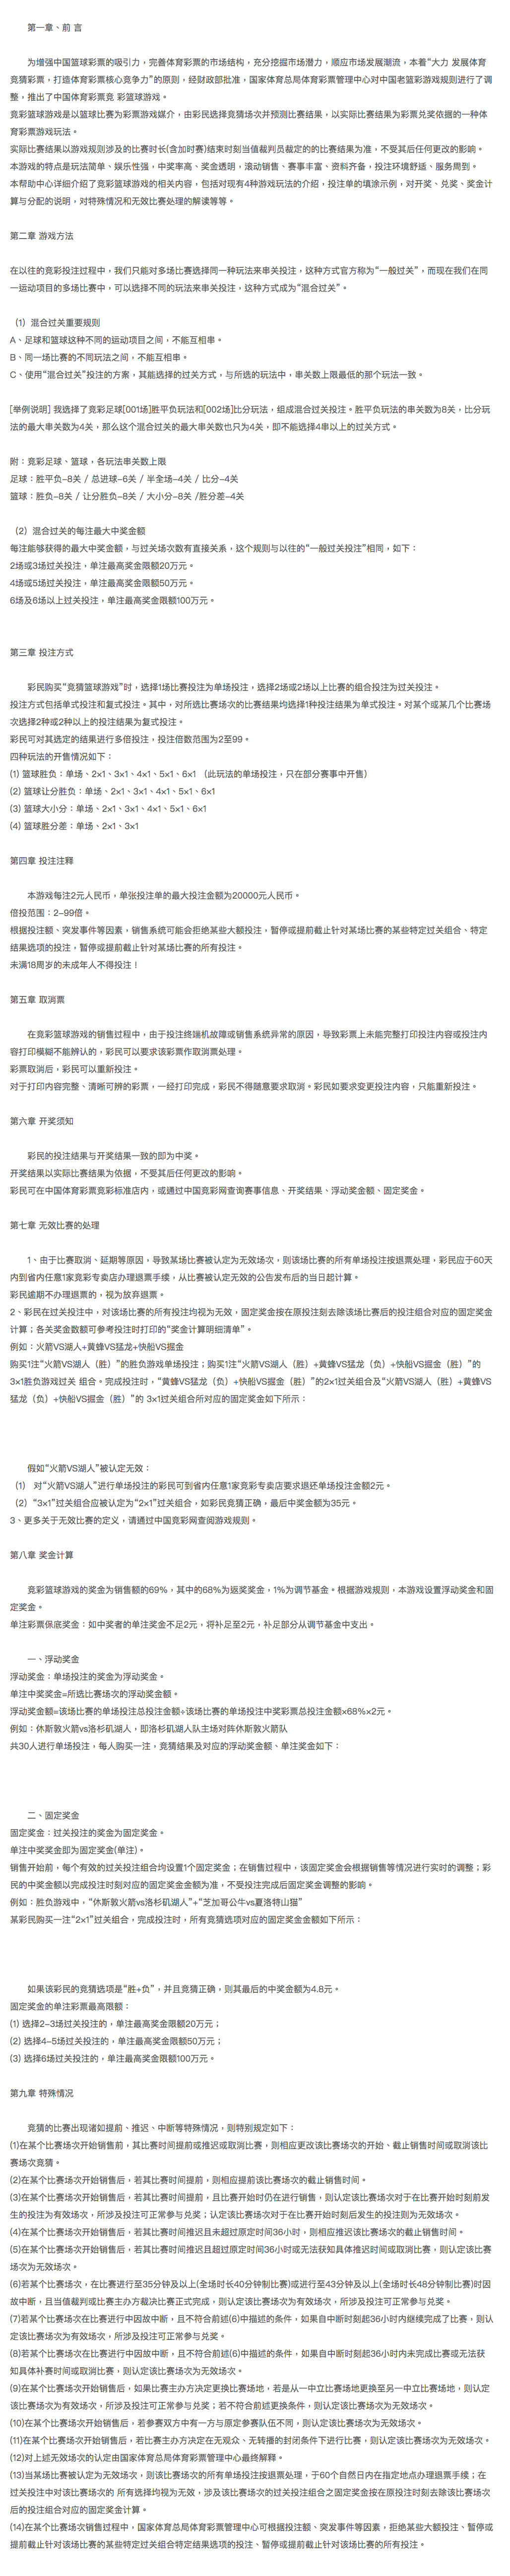 第一章、前 言
为增强中国篮球彩票的吸引力，完善体育彩票的市场结构，充分挖掘市场潜力，顺应市场发展潮流，本着“大力 发展体育
竞猜彩票，打造体育彩票核心竞争力”的原则，经财政部批准，国家体育总局体育彩票管理中心对中国老篮彩游戏规则进行了调
整，推出了中国体育彩票竞 彩篮球游戏。
竞彩篮球游戏是以篮球比赛为彩票游戏媒介，由彩民选择竞猜场次并预测比赛结果，以实际比赛结果为彩票兑奖依据的一种体
育彩票游戏玩法。
实际比赛结果以游戏规则涉及的比赛时长(含加时赛)结束时刻当值裁判员裁定的的比赛结果为准，不受其后任何更改的影响。
本游戏的特点是玩法简单、娱乐性强，中奖率高、奖金透明，滚动销售、赛事丰富、资料齐备，投注环境舒适、服务周到。
本帮助中心详细介绍了竞彩篮球游戏的相关内容，包括对现有4种游戏玩法的介绍，投注单的填涂示例，对开奖、兑奖、奖金计
算与分配的说明，对特殊情况和无效比赛处理的解读等等。
第二章 游戏方法
在以往的竞彩投注过程中，我们只能对多场比赛选择同一种玩法来串关投注，这种方式官方称为“一般过关”，而现在我们在同
一运动项目的多场比赛中，可以选择不同的玩法来串关投注，这种方式成为“混合过关”。
（1）混合过关重要规则
A、足球和篮球这种不同的运动项目之间，不能互相串。
B、同一场比赛的不同玩法之间，不能互相串。
C、使用“混合过关”投注的方案，其能选择的过关方式，与所选的玩法中，串关数上限最低的那个玩法一致。
[举例说明] 我选择了竞彩足球[001场]胜平负玩法和[002场]比分玩法，组成混合过关投注。胜平负玩法的串关数为8关，比分玩
法的最大串关数为4关，那么这个混合过关的最大串关数也只为4关，即不能选择4串以上的过关方式。
附：竞彩足球、篮球，各玩法串关数上限
足球：胜平负-8关 / 总进球-6关 / 半全场-4关 / 比分-4关
篮球：胜负-8关 / 让分胜负-8关 / 大小分-8关 /胜分差-4关
（2）混合过关的每注最大中奖金额
每注能够获得的最大中奖金额，与过关场次数有直接关系，这个规则与以往的“一般过关投注”相同，如下：
2场或3场过关投注，单注最高奖金限额20万元。
4场或5场过关投注，单注最高奖金限额50万元。
6场及6场以上过关投注，单注最高奖金限额100万元。
第三章 投注方式
彩民购买“竞猜篮球游戏”时，选择1场比赛投注为单场投注，选择2场或2场以上比赛的组合投注为过关投注。
投注方式包括单式投注和复式投注。其中，对所选比赛场次的比赛结果均选择1种投注结果为单式投注。对某个或某几个比赛场
次选择2种或2种以上的投注结果为复式投注。
彩民可对其选定的结果进行多倍投注，投注倍数范围为2至99。
四种玩法的开售情况如下：
(1) 篮球胜负：单场、2×1、3×1、4×1、5×1、6×1 （此玩法的单场投注，只在部分赛事中开售）
(2) 篮球让分胜负：单场、2×1、3×1、4×1、5×1、6×1
(3) 篮球大小分：单场、2×1、3×1、4×1、5×1、6×1
(4) 篮球胜分差：单场、2×1、3×1
第四章 投注注释
本游戏每注2元人民币，单张投注单的最大投注金额为20000元人民币。
倍投范围：2-99倍。
根据投注额、突发事件等因素，销售系统可能会拒绝某些大额投注，暂停或提前截止针对某场比赛的某些特定过关组合、特定
结果选项的投注，暂停或提前截止针对某场比赛的所有投注。
未满18周岁的未成年人不得投注！
第五章 取消票
在竞彩篮球游戏的销售过程中，由于投注终端机故障或销售系统异常的原因，导致彩票上未能完整打印投注内容或投注内
容打印模糊不能辨认的，彩民可以要求该彩票作取消票处理。
彩票取消后，彩民可以重新投注。
对于打印内容完整、清晰可辨的彩票，一经打印完成，彩民不得随意要求取消。彩民如要求变更投注内容，只能重新投注。
第六章 开奖须知
彩民的投注结果与开奖结果一致的即为中奖。
开奖结果以实际比赛结果为依据，不受其后任何更改的影响。
彩民可在中国体育彩票竞彩标准店内，或通过中国竞彩网查询赛事信息、开奖结果、浮动奖金额、固定奖金。
第七章 无效比赛的处理
1、由于比赛取消、延期等原因，导致某场比赛被认定为无效场次，则该场比赛的所有单场投注按退票处理，彩民应于60天
内到省内任意1家竞彩专卖店办理退票手续，从比赛被认定无效的公告发布后的当日起计算。
彩民逾期不办理退票的，视为放弃退票。
2、彩民在过关投注中，对该场比赛的所有投注均视为无效，固定奖金按在原投注刻去除该场比赛后的投注组合对应的固定奖金
计算；各关奖金数额可参考投注时打印的“奖金计算明细清单”。
例如：火箭VS湖人+黄蜂VS猛龙+快船VS掘金
购买1注“火箭VS湖人（胜）”的胜负游戏单场投注；购买1注“火箭VS湖人（胜）+黄蜂VS猛龙（负）+快船VS掘金（胜）”的
3×1胜负游戏过关 组合。完成投注时，“黄蜂VS猛龙（负）+快船VS掘金（胜）”的2×1过关组合及“火箭VS湖人（胜）+黄蜂VS
猛龙（负）+快船VS掘金（胜）”的 3×1过关组合所对应的固定奖金如下所示：
假如“火箭VS湖人”被认定无效：
（1） 对“火箭VS湖人”进行单场投注的彩民可到省内任意1家竞彩专卖店要求退还单场投注金额2元。
（2）“3×1”过关组合应被认定为“2×1”过关组合，如彩民竞猜正确，最后中奖金额为35元。
3、更多关于无效比赛的定义，请通过中国竞彩网查阅游戏规则。
第八章 奖金计算
竞彩篮球游戏的奖金为销售额的69%，其中的68%为返奖奖金，1%为调节基金。根据游戏规则，本游戏设置浮动奖金和固
定奖金。
单注彩票保底奖金：如中奖者的单注奖金不足2元，将补足至2元，补足部分从调节基金中支出。
一、浮动奖金
浮动奖金：单场投注的奖金为浮动奖金。
单注中奖奖金=所选比赛场次的浮动奖金额。
浮动奖金额=该场比赛的单场投注总投注金额÷该场比赛的单场投注中奖彩票总投注金额×68%×2元。
例如：休斯敦火箭vs洛杉矶湖人，即洛杉矶湖人队主场对阵休斯敦火箭队
共30人进行单场投注，每人购买一注，竞猜结果及对应的浮动奖金额、单注奖金如下：
二、固定奖金
固定奖金：过关投注的奖金为固定奖金。
单注中奖奖金即为固定奖金(单注)。
销售开始前，每个有效的过关投注组合均设置1个固定奖金；在销售过程中，该固定奖金会根据销售等情况进行实时的调整；彩
民的中奖金额以完成投注时刻对应的固定奖金金额为准，不受投注完成后固定奖金调整的影响。
例如：胜负游戏中，“休斯敦火箭vs洛杉矶湖人”+“芝加哥公牛vs夏洛特山猫”
某彩民购买一注“2×1”过关组合，完成投注时，所有竞猜选项对应的固定奖金金额如下所示：
如果该彩民的竞猜选项是“胜+负”，并且竞猜正确，则其最后的中奖金额为4.8元。
固定奖金的单注彩票最高限额：
(1) 选择2-3场过关投注的，单注最高奖金限额20万元；
(2) 选择4-5场过关投注的，单注最高奖金限额50万元；
(3) 选择6场过关投注的，单注最高奖金限额100万元。
第九章 特殊情况
竞猜的比赛出现诸如提前、推迟、中断等特殊情况，则特别规定如下：
(1)在某个比赛场次开始销售前，其比赛时间提前或推迟或取消比赛，则相应更改该比赛场次的开始、截止销售时间或取消该比
赛场次竞猜。
(2)在某个比赛场次开始销售后，若其比赛时间提前，则相应提前该比赛场次的截止销售时间。
(3)在某个比赛场次开始销售后，若其比赛时间提前，且比赛开始时仍在进行销售，则认定该比赛场次对于在比赛开始时刻前发
生的投注为有效场次，所涉及投注可正常参与兑奖；认定该比赛场次对于在比赛开始时刻后发生的投注则为无效场次。
(4)在某个比赛场次开始销售后，若其比赛时间推迟且未超过原定时间36小时，则相应推迟该比赛场次的截止销售时间。
(5)在某个比赛场次开始销售后，若其比赛时间推迟且超过原定时间36小时或无法获知具体推迟时间或取消比赛，则认定该比赛
场次为无效场次。
(6)若某个比赛场次，在比赛进行至35分钟及以上(全场时长40分钟制比赛)或进行至43分钟及以上(全场时长48分钟制比赛)时因
故中断，且当值裁判或比赛主办方裁决比赛正式完成，则认定该比赛场次为有效场次，所涉及投注可正常参与兑奖。
(7)若某个比赛场次在比赛进行中因故中断，且不符合前述(6)中描述的条件，如果自中断时刻起36小时内继续完成了比赛，则认
定该比赛场次为有效场次，所涉及投注可正常参与兑奖。
(8)若某个比赛场次在比赛进行中因故中断，且不符合前述(6)中描述的条件，如果自中断时刻起36小时内未完成比赛或无法获
知具体补赛时间或取消比赛，则认定该比赛场次为无效场次。
(9)在某个比赛场次开始销售后，如果比赛主办方决定更换比赛场地，若是从一中立比赛场地更换至另一中立比赛场地，则认定
该比赛场次为有效场次，所涉及投注可正常参与兑奖；若不符合前述更换条件，则认定该比赛场次为无效场次。
(10)在某个比赛场次开始销售后，若参赛双方中有一方与原定参赛队伍不同，则认定该比赛场次为无效场次。
(11)在某个比赛场次开始销售后，若比赛主办方决定在无观众、无转播的封闭条件下进行比赛，则认定该比赛场次为无效场次。
(12)对上述无效场次的认定由国家体育总局体育彩票管理中心最终解释。
(13)当某场比赛被认定为无效场次，则该比赛场次的所有单场投注按退票处理，于60个自然日内在指定地点办理退票手续；在
过关投注中对该比赛场次的 所有选择均视为无效，涉及该比赛场次的过关投注组合之固定奖金按在原投注时刻去除该比赛场次
后的投注组合对应的固定奖金计算。
(14)在某个比赛场次销售过程中，国家体育总局体育彩票管理中心可根据投注额、突发事件等因素，拒绝某些大额投注、暂停或
提前截止针对该场比赛的某些特定过关组合特定结果选项的投注、暂停或提前截止针对该场比赛的所有投注。